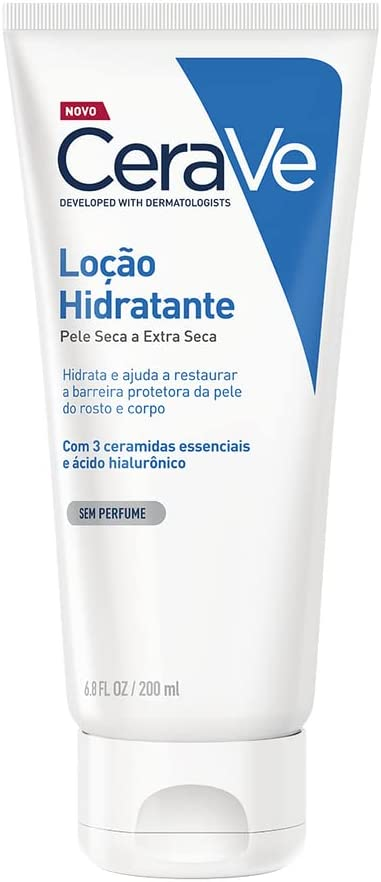 NOVO
CeraVe
DEVELOPED WITH DERMATOLOGISTS
Loção
Hidratante
Pele Seca a Extra Seca
Hidrata e ajuda a restaurar
a barreira protetora da pele
do rosto e corpo
Com 3 ceramidas essenciais
e ácido hialurônico
SEM PERFUME
6.8 FL OZ / 200 ml